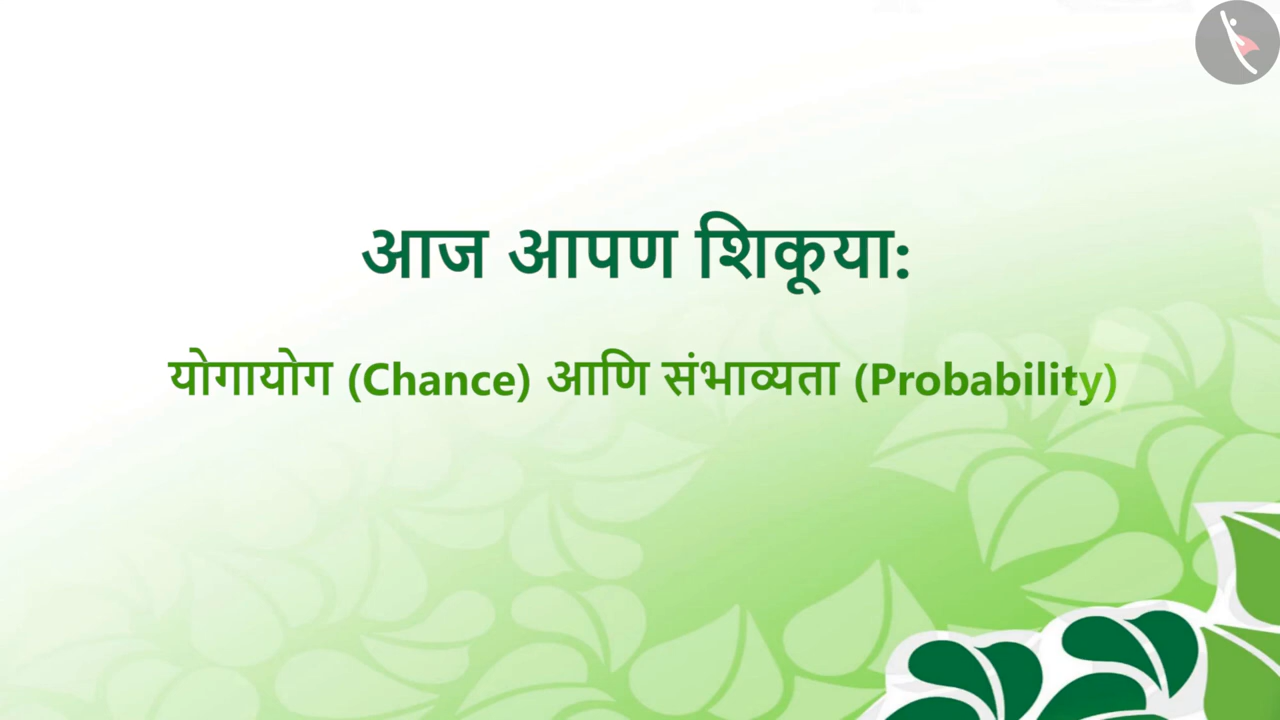 आज आपण शिकूया:
योगायोग (Chance) आणि संभाव्यता (Probability)